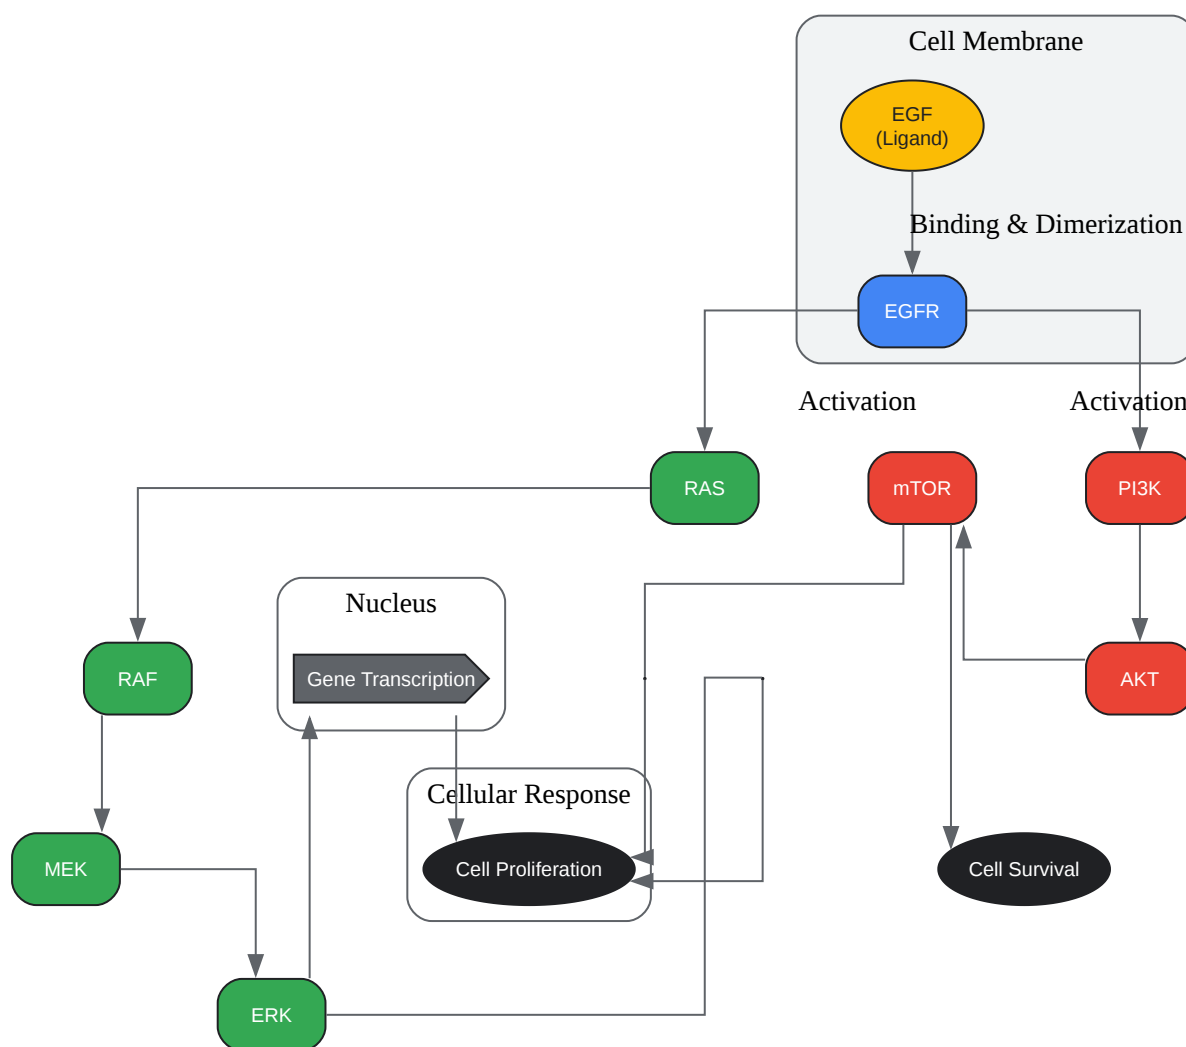 Cell Membrane
EGF
(Ligand)
Binding & Dimerization
EGFR
Activation
Activation
RAS
mTOR
PI3K
Nucleus
Gene Transcription
RAF
AKT
Cellular Response
MEK
Cell Proliferation
Cell Survival
ERK